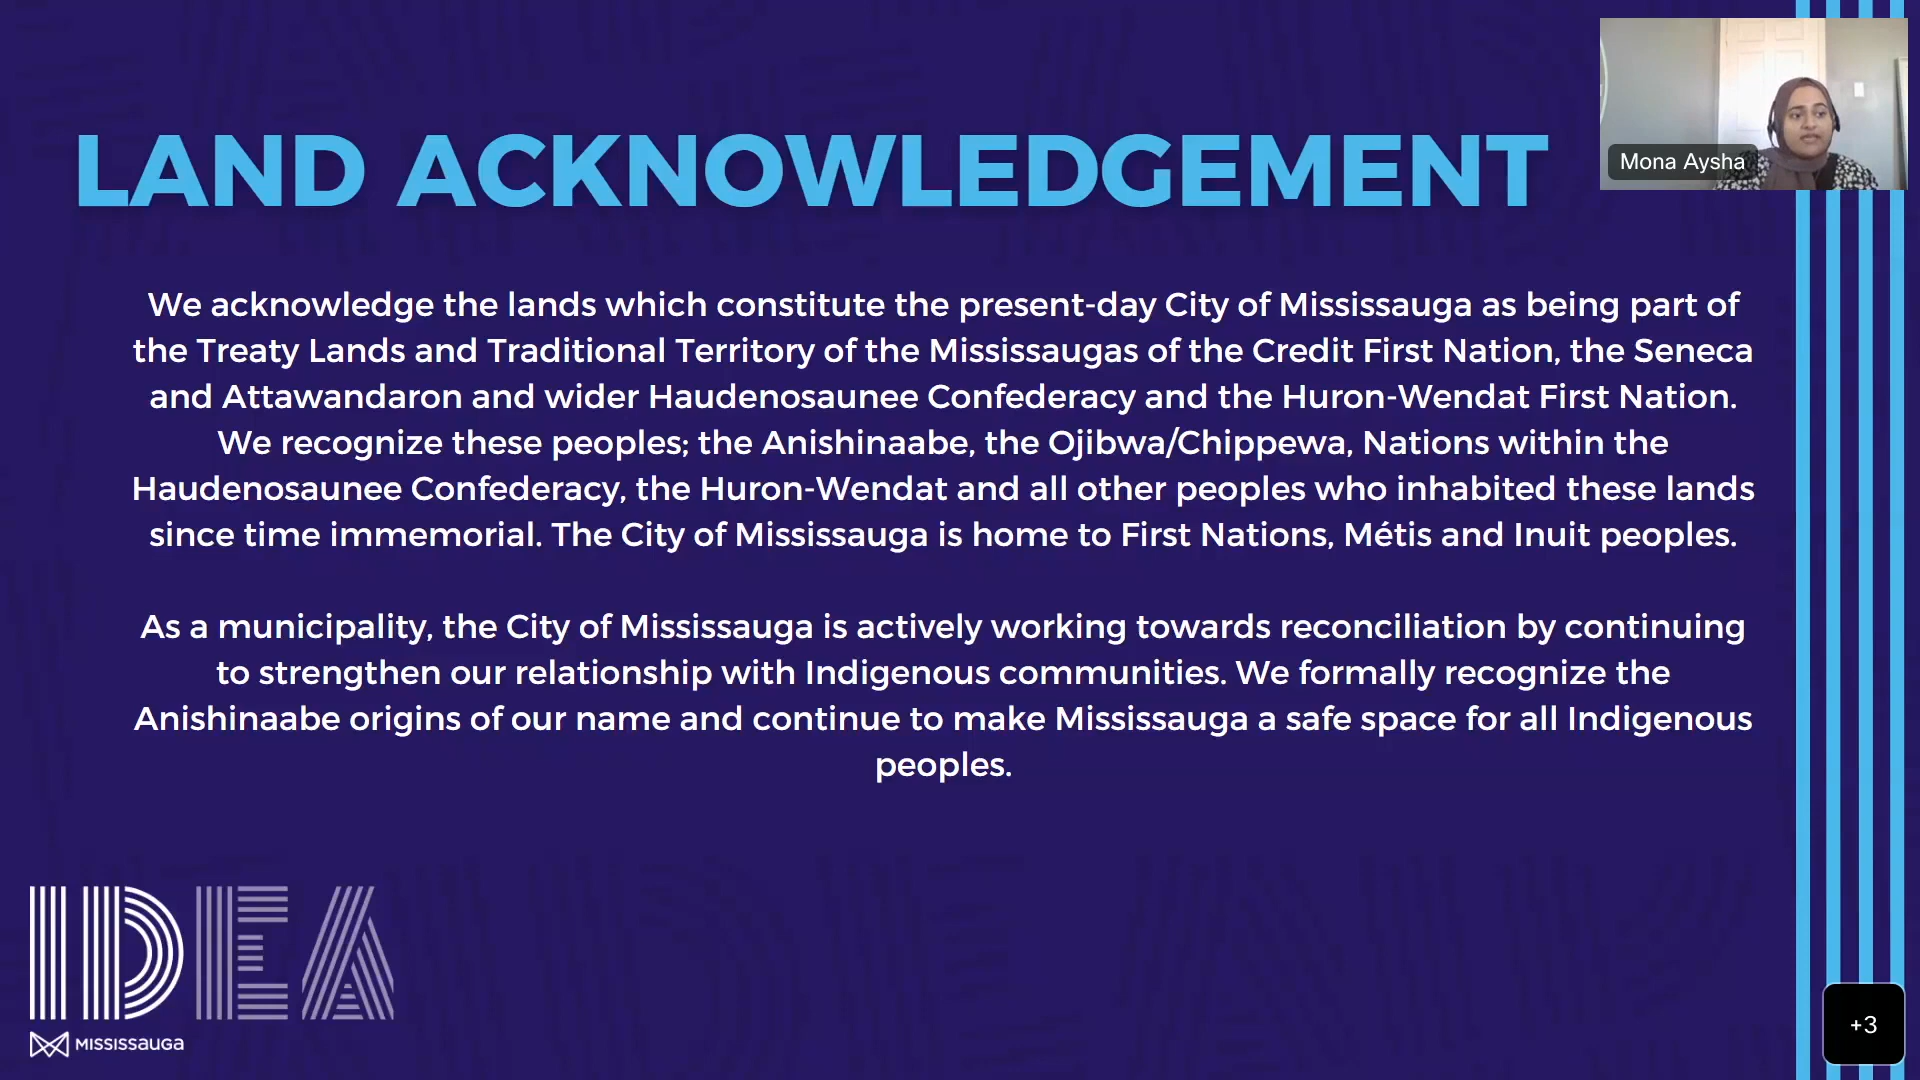 LAND ACKNOWLEDGEMENT
Mona Aysha
We acknowledge the lands which constitute the present-day City of Mississauga as being part of
the Treaty Lands and Traditional Territory of the Mississaugas of the Credit First Nation, the Seneca
and Attawandaron and wider Haudenosaunee Confederacy and the Huron-Wendat First Nation.
We recognize these peoples; the Anishinaabe, the Ojibwa/Chippewa, Nations within the
Haudenosaunee Confederacy, the Huron-Wendat and all other peoples who inhabited these lands
since time immemorial. The City of Mississauga is home to First Nations, Métis and Inuit peoples.
As a municipality, the City of Mississauga is actively working towards reconciliation by continuing
to strengthen our relationship with Indigenous communities. We formally recognize the
Anishinaabe origins of our name and continue to make Mississauga a safe space for all Indigenous
peoples.
IDEA
MISSISSAUGA
+3